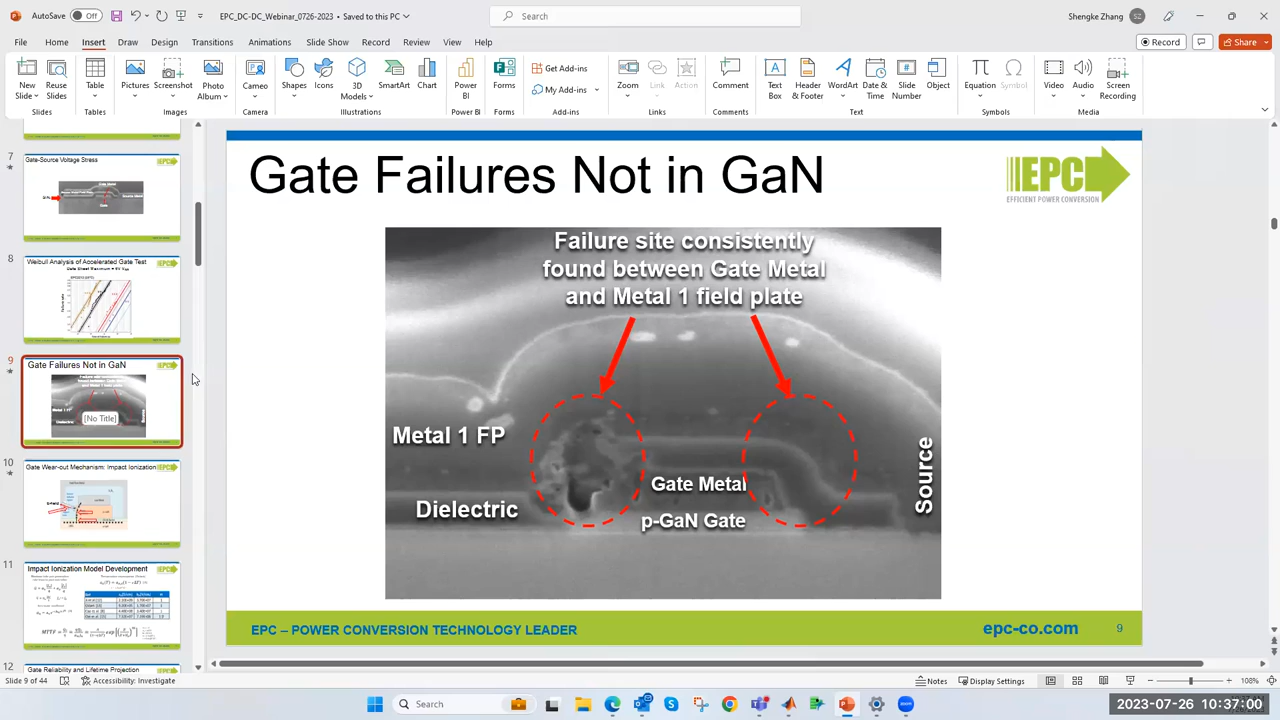 AutoSave
Off
EPC_DC-DC_Webinar_0726-2023 • Saved to this PC
Search
Shengke Zhang
SZ
File
Home
Insert
Draw
Design
Transitions
Animations
Slide Show
Record
Review
View
Help
Record
Share
New Slide
Reuse Slides
Table
Pictures
Screenshot
Photo Album
Cameo
Shapes
Icons
3D Models
SmartArt
Chart
Power BI
Forms
Get Add-ins
My Add-ins
Zoom
Link
Action
Comment
Text Box
Header & Footer
WordArt
Date & Time
Slide Number
Object
Equation
Symbol
Video
Audio
Screen Recording
Slides
Tables
Images
Camera
Illustrations
Power BI
Forms
Add-ins
Links
Comments
Text
Symbols
Media
7
Gate-Source Voltage Stress
8
Weibull Analysis of Accelerated Gate Test
9
Gate Failures Not in GaN
[No Title]
10
Gate Wear-out Mechanism: Impact Ionization
11
Impact Ionization Model Development
12
Gate Reliability and Lifetime Projection
Gate Failures Not in GaN
EPC
EFFICIENT POWER CONVERSION
Failure site consistently
found between Gate Metal
and Metal 1 field plate
Metal 1 FP
Dielectric
Gate Metal
p-GaN Gate
Source
EPC – POWER CONVERSION TECHNOLOGY LEADER
epc-co.com
9
Slide 9 of 44
Accessibility: Investigate
Notes
Display Settings
108%
Search
2023-07-26 10:37:00